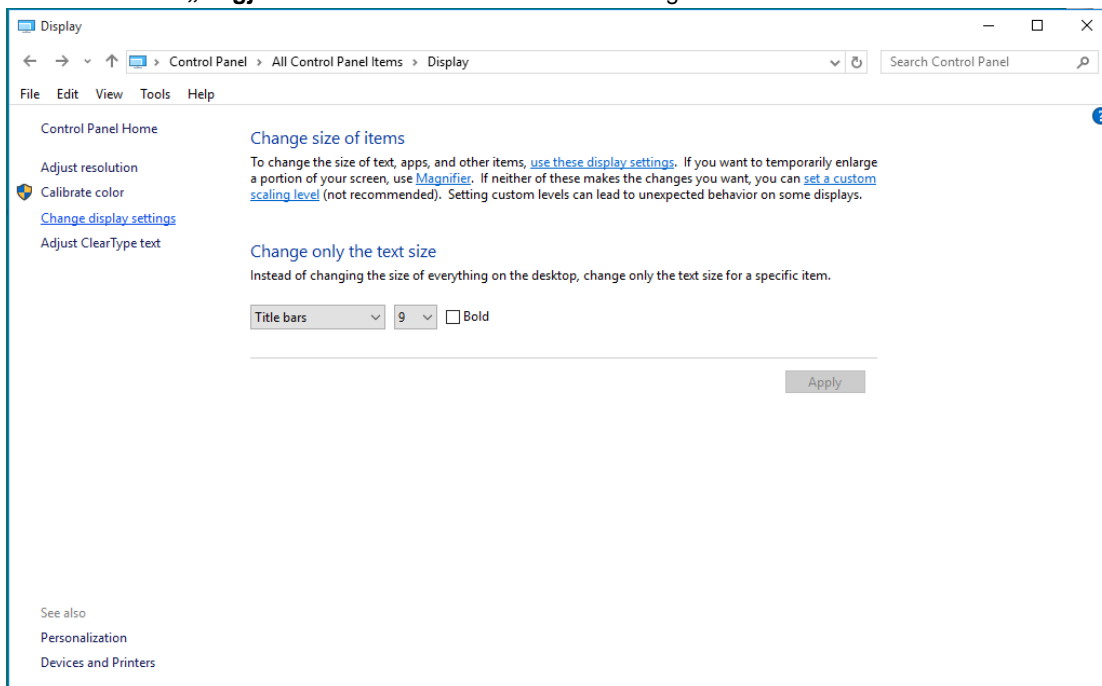 Display
Control Panel > All Control Panel Items > Display
Search Control Panel
File Edit View Tools Help
Control Panel Home
Adjust resolution
Calibrate color
Change display settings
Adjust ClearType text
Change size of items
To change the size of text, apps, and other items, use these display settings. If you want to temporarily enlarge
a portion of your screen, use Magnifier. If neither of these makes the changes you want, you can set a custom
scaling level (not recommended). Setting custom levels can lead to unexpected behavior on some displays.
Change only the text size
Instead of changing the size of everything on the desktop, change only the text size for a specific item.
Title bars 9 Bold
Apply
See also
Personalization
Devices and Printers